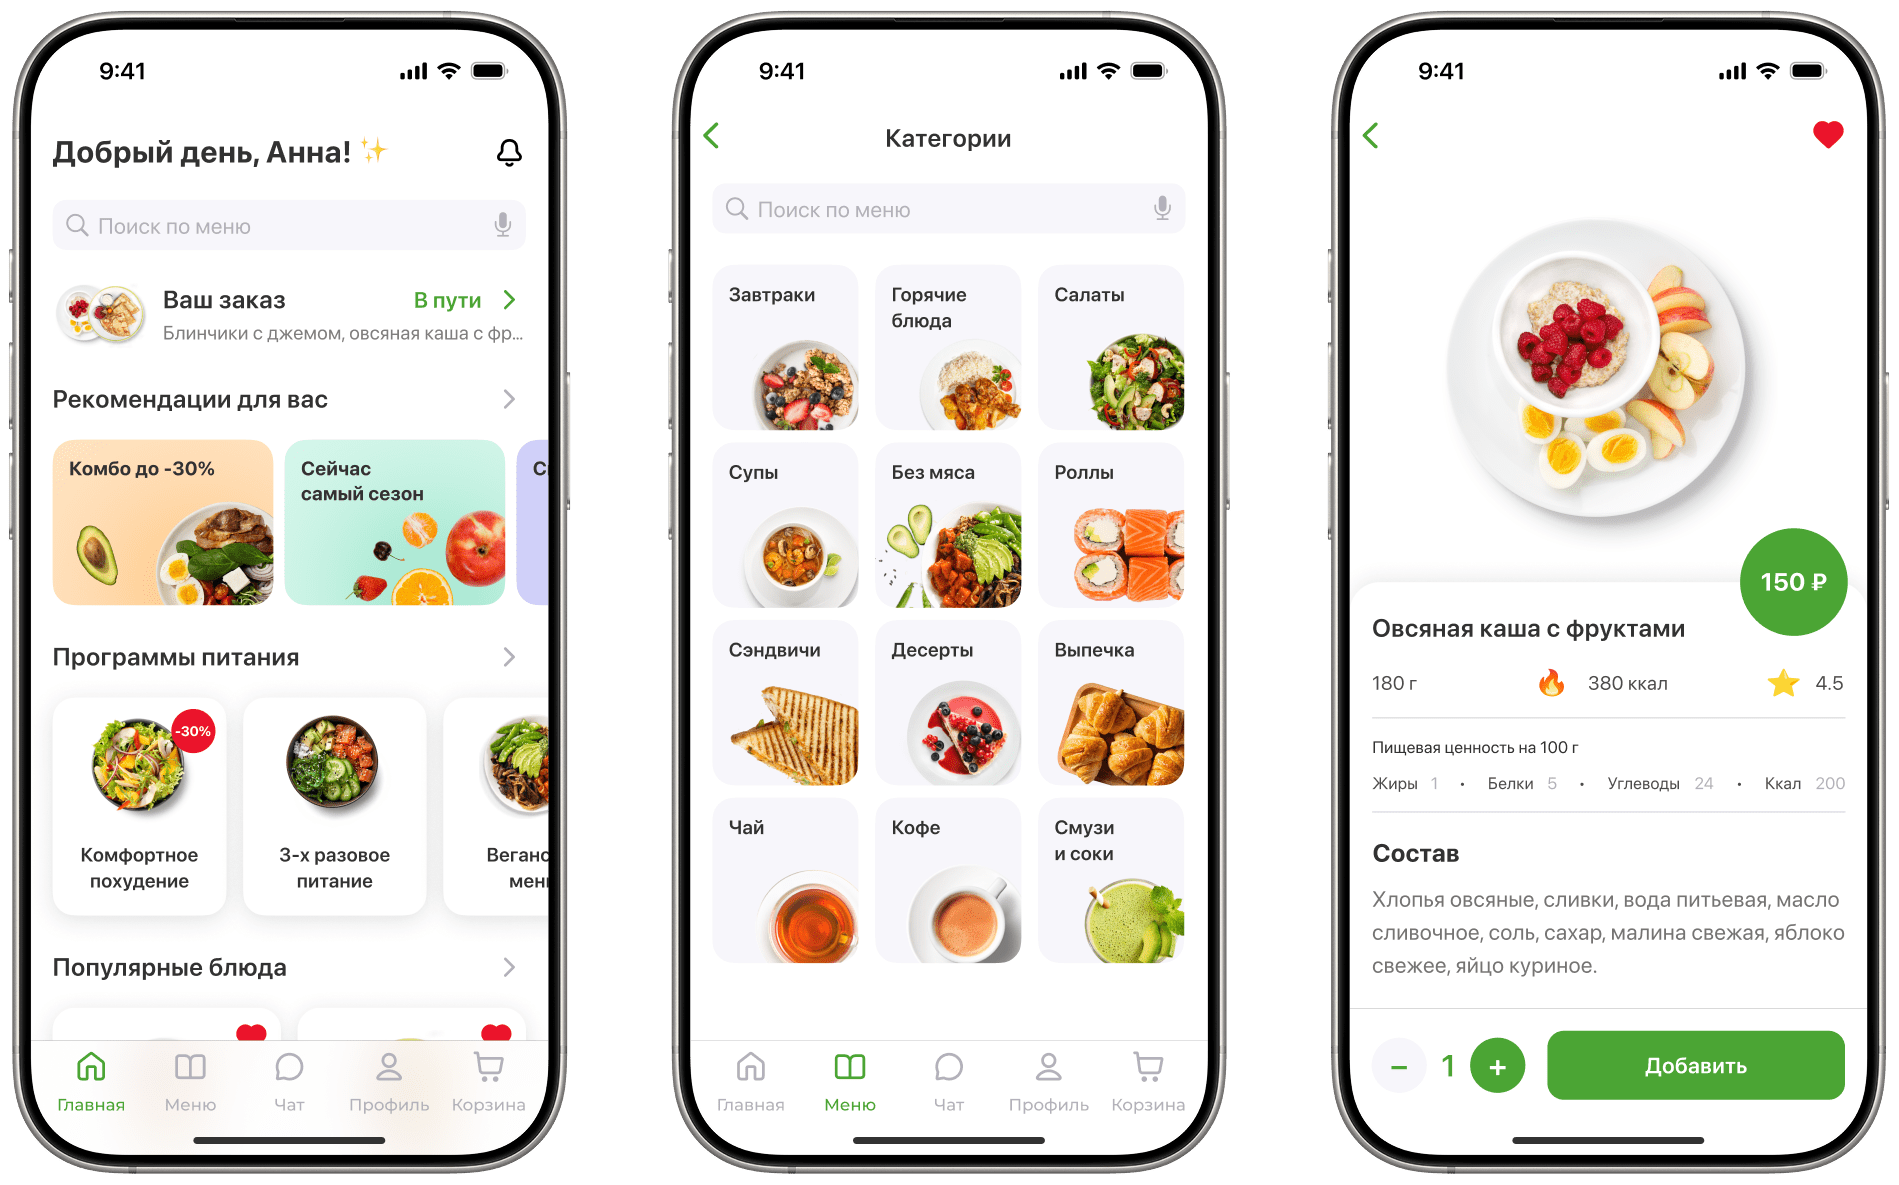 9:41
Добрый день, Анна! ✨
Поиск по меню
Ваш заказ
В пути
Блинчики с джемом, овсяная каша с фр...
Рекомендации для вас
Комбо до -30%
Сейчас
самый сезон
Программы питания
-30%
Комфортное
похудение
3-х разовое
питание
Популярные блюда
Главная
Меню
Чат
Профиль
Корзина
9:41
Категории
Поиск по меню
Завтраки
Горячие
блюда
Салаты
Супы
Без мяса
Роллы
Сэндвичи
Десерты
Выпечка
Чай
Кофе
Смузи
и соки
Главная
Меню
Чат
Профиль
Корзина
9:41
150 ₽
Овсяная каша с фруктами
180 г
🔥 380 ккал
⭐ 4.5
Пищевая ценность на 100 г
Жиры 1 • Белки 5 • Углеводы 24 • Ккал 200
Состав
Хлопья овсяные, сливки, вода питьевая, масло
сливочное, соль, сахар, малина свежая, яблоко
свежее, яйцо куриное.
− 1 +
Добавить